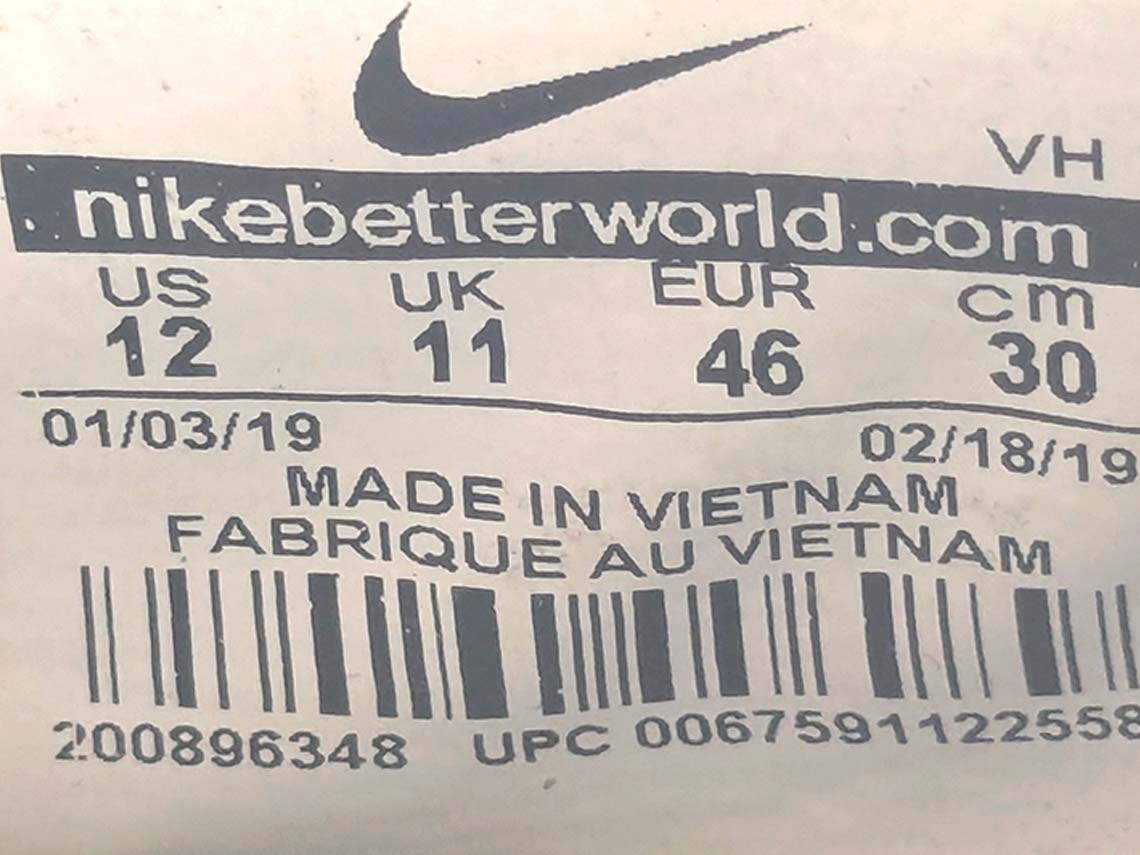 VH
nikebetterworld.com
US UK EUR cm
12 11 46 30
01/03/19 02/18/19
MADE IN VIETNAM
FABRIQUE AU VIETNAM
200896348 UPC 0067591122558